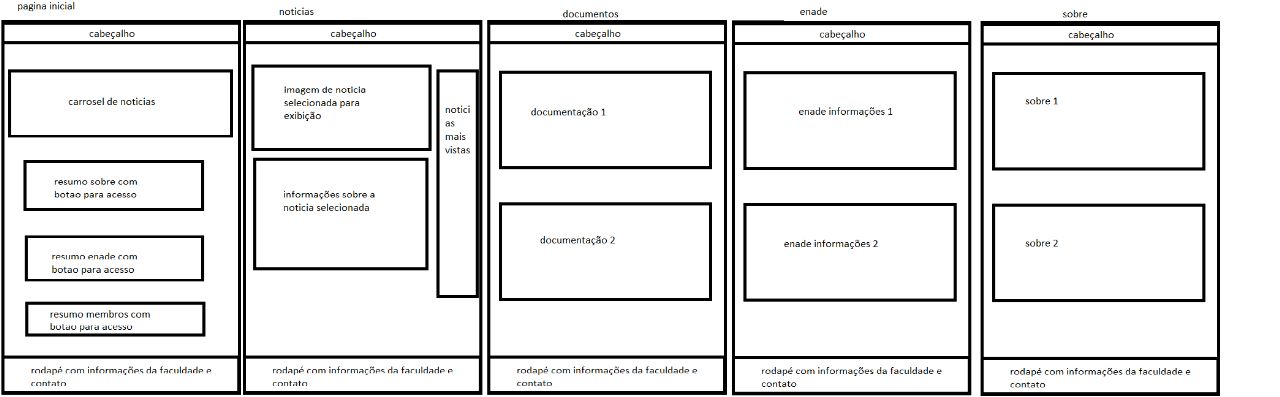 pagina inicial
cabeçalho
carrosel de noticias
resumo sobre com
botao para acesso
resumo enade com
botao para acesso
resumo membros com
botao para acesso
rodapé com informações da faculdade e
contato
noticias
cabeçalho
imagem de noticia
selecionada para
exibição
notici
as
mais
vistas
informações sobre a
noticia selecionada
rodapé com informações da faculdade e
contato
documentos
cabeçalho
documentação 1
documentação 2
rodapé com informações da faculdade e
contato
enade
cabeçalho
enade informações 1
enade informações 2
rodapé com informações da faculdade e
contato
sobre
cabeçalho
sobre 1
sobre 2
rodapé com informações da faculdade e
contato